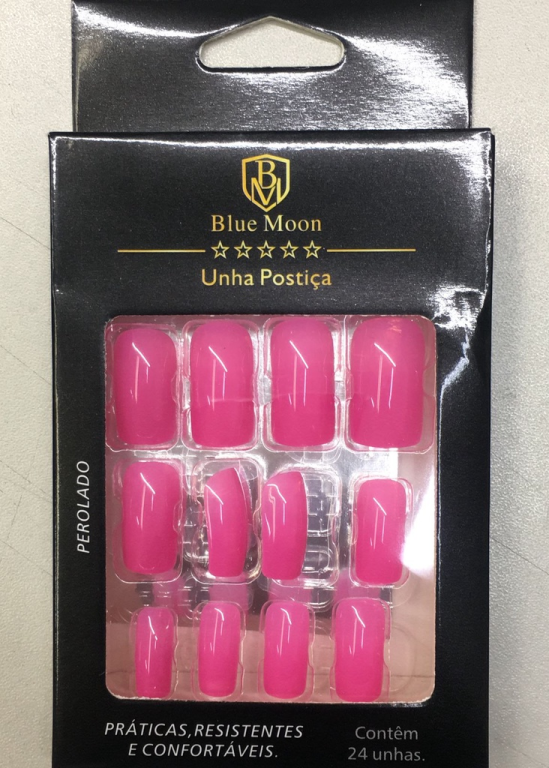 BM
Blue Moon
Unha Postiça
PEROLADO
PRÁTICAS,RESISTENTES
E CONFORTÁVEIS.
Contêm
24 unhas.